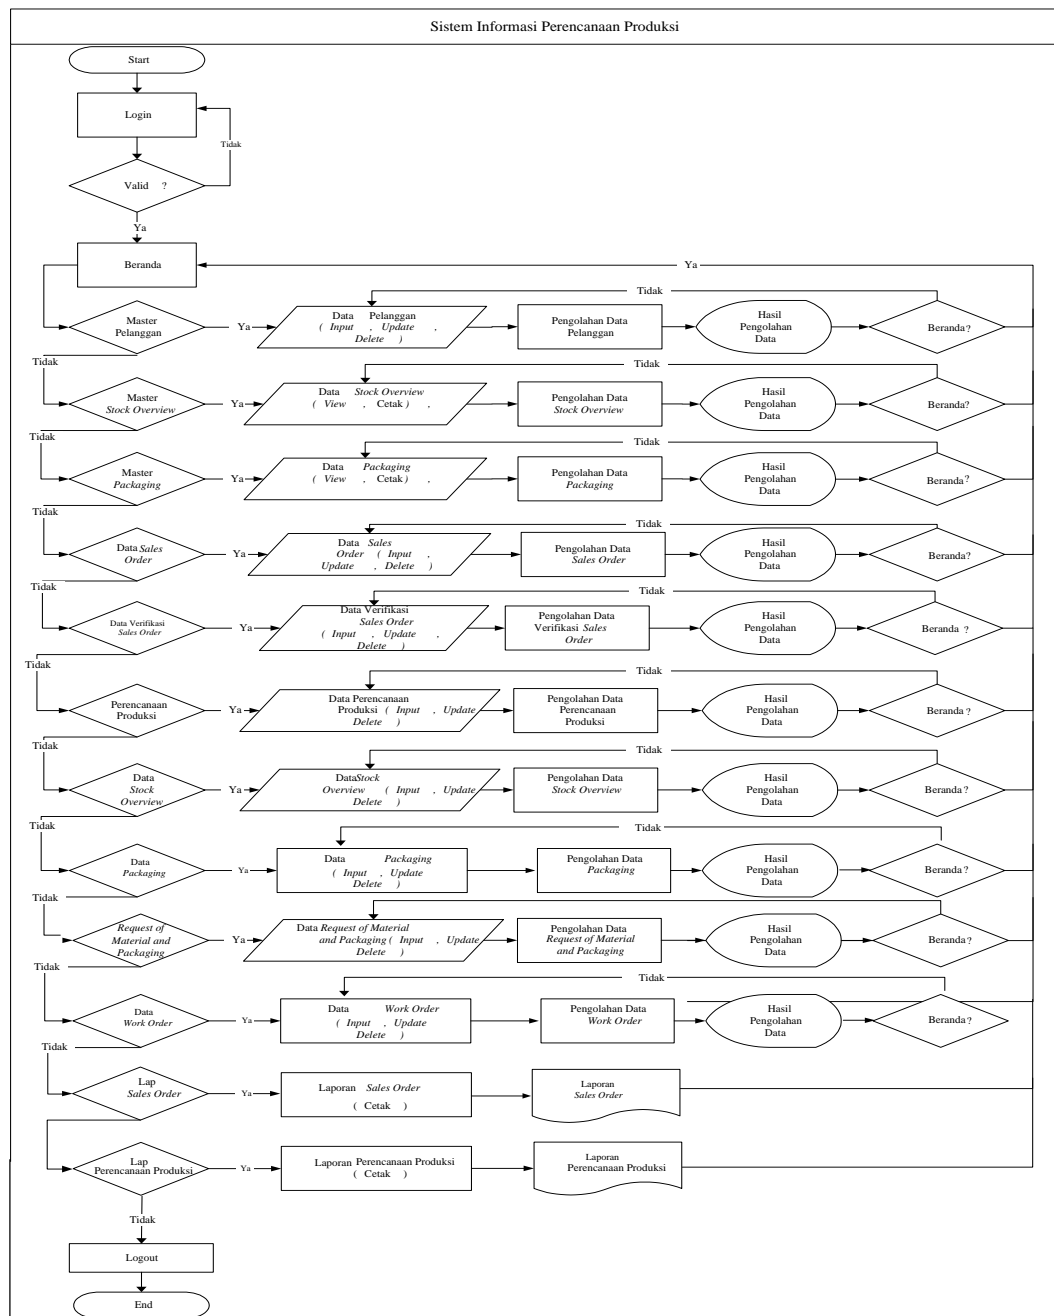 Sistem Informasi Perencanaan Produksi
Start
Login
Tidak
Valid ?
Ya
Beranda
Ya
Tidak
Master
Pelanggan
Ya
Data Pelanggan
( Input , Update ,
Delete )
Pengolahan Data
Pelanggan
Hasil
Pengolahan
Data
Beranda?
Tidak
Tidak
Master
Stock Overview
Ya
Data Stock Overview
( View , Cetak ) ,
Pengolahan Data
Stock Overview
Hasil
Pengolahan
Data
Beranda?
Tidak
Tidak
Master
Packaging
Ya
Data Packaging
( View , Cetak) ,
Pengolahan Data
Packaging
Hasil
Pengolahan
Data
Beranda?
Tidak
Tidak
Data Sales
Order
Ya
Data Sales
Order ( Input ,
Update , Delete )
Pengolahan Data
Sales Order
Hasil
Pengolahan
Data
Beranda?
Tidak
Tidak
Data Verifikasi
Sales Order
Ya
Data Verifikasi
Sales Order
( Input , Update ,
Delete )
Pengolahan Data
Verifikasi Sales
Order
Hasil
Pengolahan
Data
Beranda ?
Tidak
Tidak
Perencanaan
Produksi
Ya
Data Perencanaan
Produksi ( Input , Update
Delete )
Pengolahan Data
Perencanaan
Produksi
Hasil
Pengolahan
Data
Beranda ?
Tidak
Tidak
Data
Stock
Overview
Ya
DataStock
Overview ( Input , Update
Delete )
Pengolahan Data
Stock Overview
Hasil
Pengolahan
Data
Beranda?
Tidak
Tidak
Data
Packaging
Ya
Data Packaging
( Input , Update
Delete )
Pengolahan Data
Packaging
Hasil
Pengolahan
Data
Beranda?
Tidak
Tidak
Request of
Material and
Packaging
Ya
Data Request of Material
and Packaging ( Input , Update
Delete )
Pengolahan Data
Request of Material
and Packaging
Hasil
Pengolahan
Data
Beranda?
Tidak
Tidak
Data
Work Order
Ya
Data Work Order
( Input , Update
Delete )
Pengolahan Data
Work Order
Hasil
Pengolahan
Data
Beranda?
Tidak
Lap
Sales Order
Ya
Laporan Sales Order
( Cetak )
Laporan
Sales Order
Lap
Perencanaan Produksi
Ya
Laporan Perencanaan Produksi
( Cetak )
Laporan
Perencanaan Produksi
Tidak
Logout
End